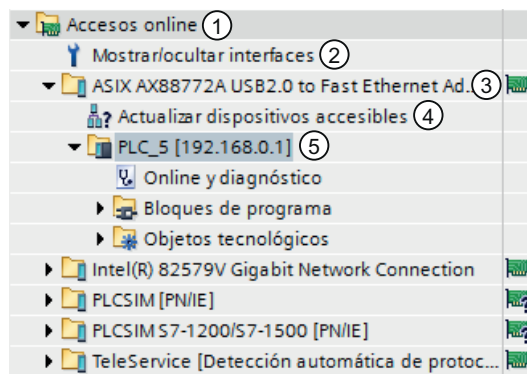 Accesos online 1
Mostrar/ocultar interfaces 2
ASIX AX88772A USB2.0 to Fast Ethernet Ad... 3
Actualizar dispositivos accesibles 4
PLC_5 [192.168.0.1] 5
Online y diagnóstico
Bloques de programa
Objetos tecnológicos
Intel(R) 82579V Gigabit Network Connection
PLCSIM [PN/IE]
PLCSIM S7-1200/S7-1500 [PN/IE]
TeleService [Detección automática de protoc...